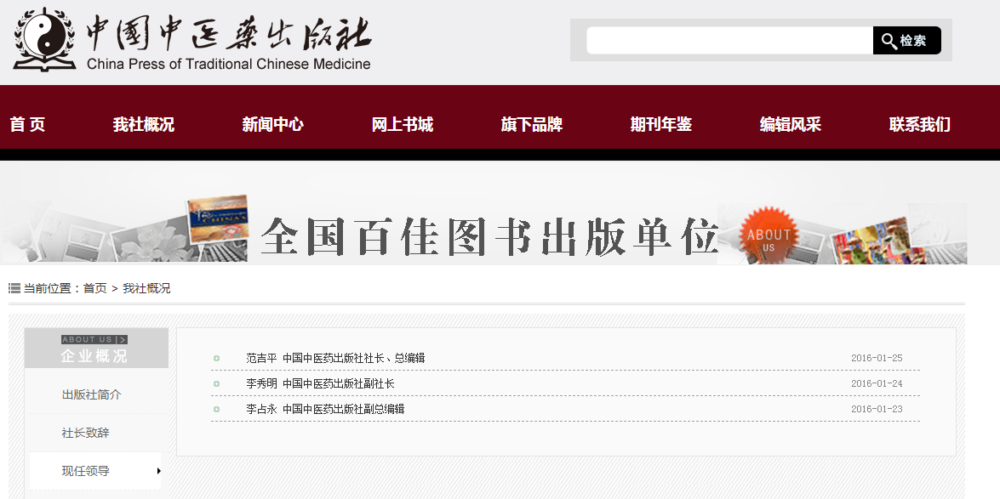 中国中医药出版社
China Press of Traditional Chinese Medicine
检索
首 页 我社概况 新闻中心 网上书城 旗下品牌 期刊年鉴 编辑风采 联系我们
全国百佳图书出版单位
ABOUT
US
当前位置：首页 > 我社概况
ABOUT US | >
企业概况
出版社简介
社长致辞
现任领导
范吉平 中国中医药出版社社长、总编辑 2016-01-25
李秀明 中国中医药出版社副社长 2016-01-24
李占永 中国中医药出版社副总编辑 2016-01-23